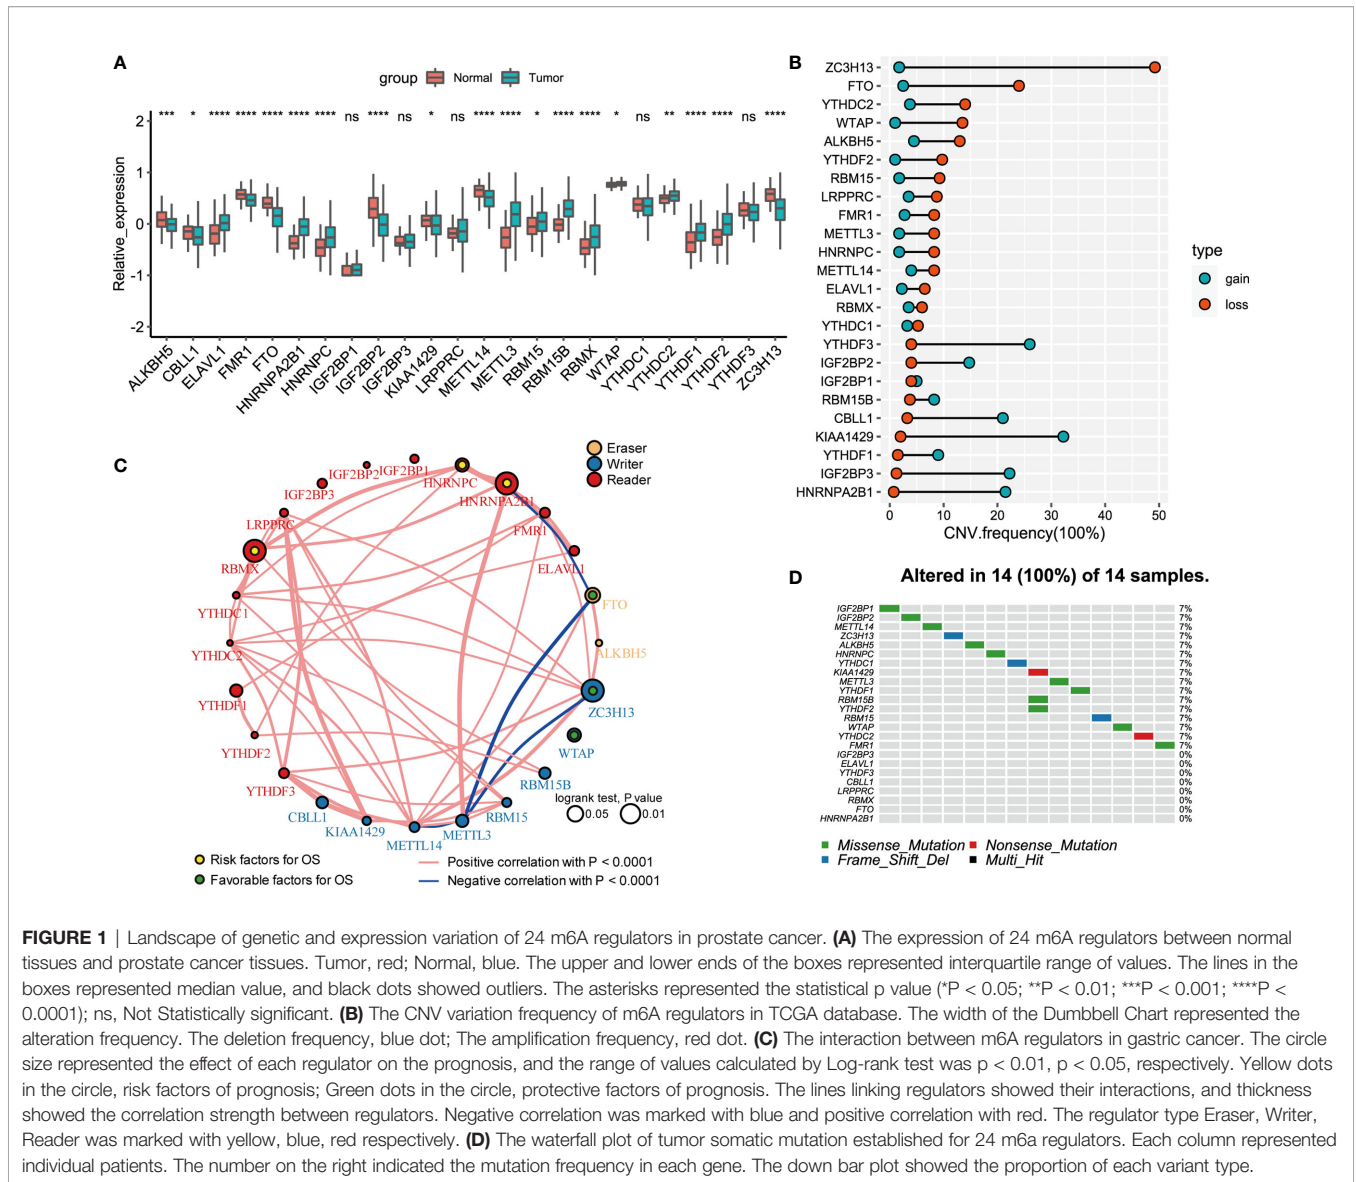 A
group Normal Tumor
*** * **** **** **** **** **** ns **** ns * ns **** **** * **** **** * ns ** **** **** ns ****
Relative_expression
2
1
0
-1
-2
ALKBH5
CBLL1
ELAVL1
FMR1
FTO
HNRNPA2B1
HNRNPC
IGF2BP1
IGF2BP2
IGF2BP3
KIAA1429
LRPPRC
METTL14
METTL3
RBM15
RBM15B
RBMX
WTAP
YTHDC1
YTHDC2
YTHDF1
YTHDF2
YTHDF3
ZC3H13
B
ZC3H13
FTO
YTHDC2
WTAP
ALKBH5
YTHDF2
RBM15
LRPPRC
FMR1
METTL3
HNRNPC
METTL14
ELAVL1
RBMX
YTHDC1
YTHDF3
IGF2BP2
IGF2BP1
RBM15B
CBLL1
KIAA1429
YTHDF1
IGF2BP3
HNRNPA2B1
0 10 20 30 40 50
CNV.frequency(100%)
type
gain
loss
C
Eraser
Writer
Reader
IGF2BP1
HNRNPC
HNRNPA2B1
FMR1
ELAVL1
FTO
ALKBH5
ZC3H13
WTAP
RBM15B
RBM15
METTL3
METTL14
KIAA1429
CBLL1
YTHDF3
YTHDF2
YTHDF1
YTHDC2
YTHDC1
RBMX
LRPPRC
IGF2BP3
IGF2BP2
logrank test, P value
0.05 0.01
Risk factors for OS
Favorable factors for OS
Positive correlation with P < 0.0001
Negative correlation with P < 0.0001
D
Altered in 14 (100%) of 14 samples.
IGF2BP1 7%
IGF2BP2 7%
METTL14 7%
ZC3H13 7%
ALKBH5 7%
HNRNPC 7%
YTHDC1 7%
KIAA1429 7%
METTL3 7%
YTHDF1 7%
RBM15B 7%
YTHDF2 7%
RBM15 7%
WTAP 7%
YTHDC2 7%
FMR1 7%
IGF2BP3 0%
ELAVL1 0%
YTHDF3 0%
CBLL1 0%
LRPPRC 0%
RBMX 0%
FTO 0%
HNRNPA2B1 0%
Missense_Mutation Nonsense_Mutation
Frame_Shift_Del Multi_Hit
FIGURE 1 | Landscape of genetic and expression variation of 24 m6A regulators in prostate cancer. (A) The expression of 24 m6A regulators between normal
tissues and prostate cancer tissues. Tumor, red; Normal, blue. The upper and lower ends of the boxes represented interquartile range of values. The lines in the
boxes represented median value, and black dots showed outliers. The asterisks represented the statistical p value (*P < 0.05; **P < 0.01; ***P < 0.001; ****P <
0.0001); ns, Not Statistically significant. (B) The CNV variation frequency of m6A regulators in TCGA database. The width of the Dumbbell Chart represented the
alteration frequency. The deletion frequency, blue dot; The amplification frequency, red dot. (C) The interaction between m6A regulators in gastric cancer. The circle
size represented the effect of each regulator on the prognosis, and the range of values calculated by Log-rank test was p < 0.01, p < 0.05, respectively. Yellow dots
in the circle, risk factors of prognosis; Green dots in the circle, protective factors of prognosis. The lines linking regulators showed their interactions, and thickness
showed the correlation strength between regulators. Negative correlation was marked with blue and positive correlation with red. The regulator type Eraser, Writer,
Reader was marked with yellow, blue, red respectively. (D) The waterfall plot of tumor somatic mutation established for 24 m6a regulators. Each column represented
individual patients. The number on the right indicated the mutation frequency in each gene. The down bar plot showed the proportion of each variant type.